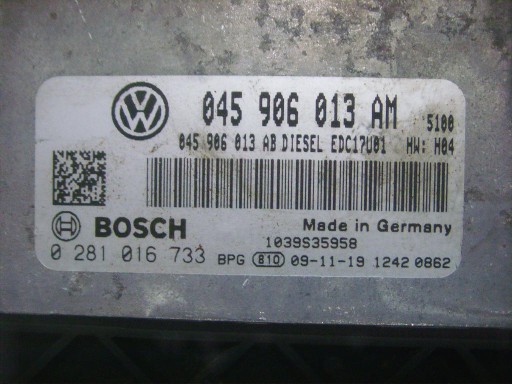 045 906 013 AM 5100
045 906 013 AB DIESEL EDC17U01 HW: H04
BOSCH Made in Germany
1039S35958
0 281 016 733 BPG 810 09-11-19 1242 0862